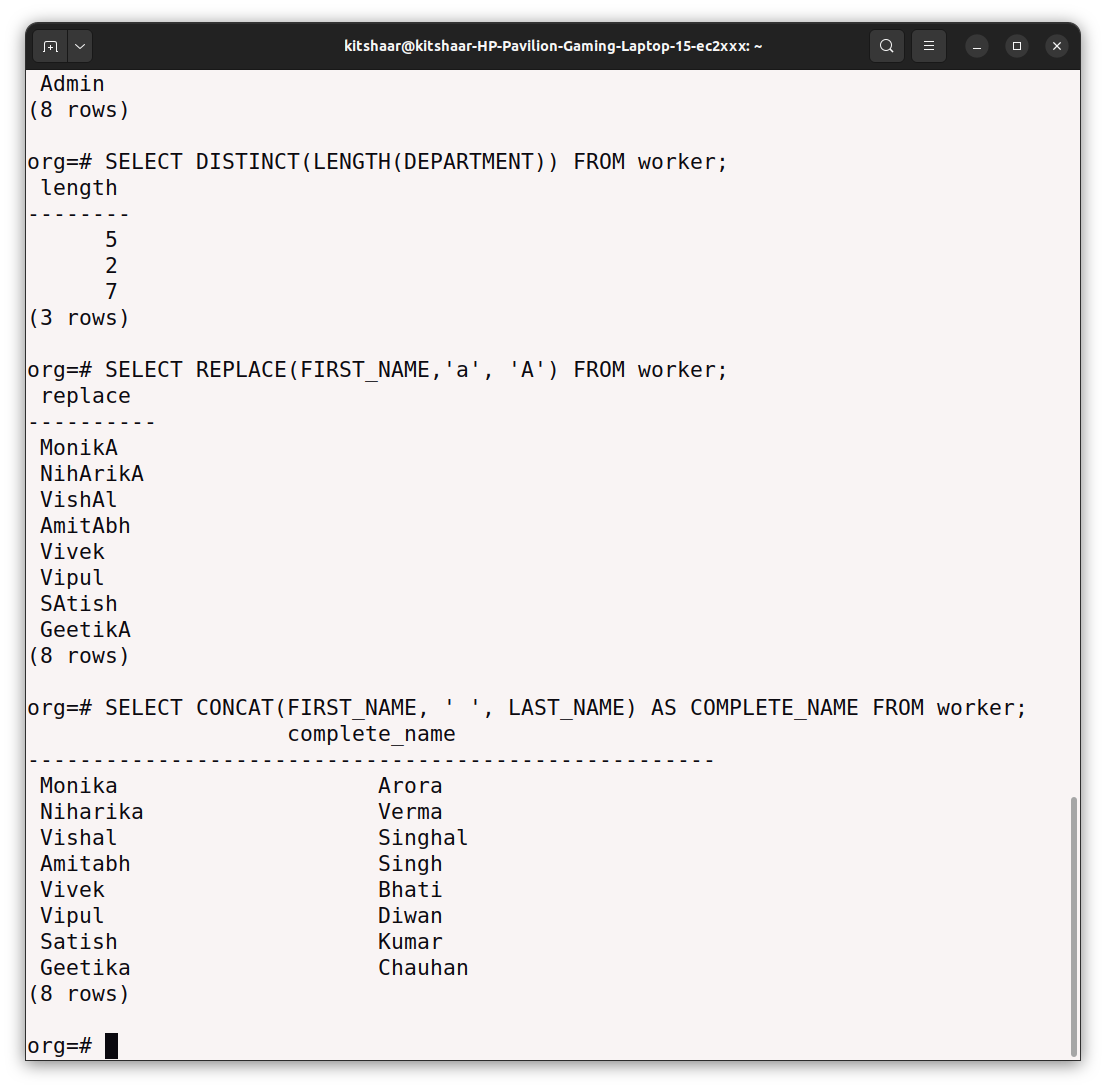 kitshaar@kitshaar-HP-Pavilion-Gaming-Laptop-15-ec2xxx: ~
 Admin
(8 rows)

org=# SELECT DISTINCT(LENGTH(DEPARTMENT)) FROM worker;
 length
--------
      5
      2
      7
(3 rows)

org=# SELECT REPLACE(FIRST_NAME,'a', 'A') FROM worker;
 replace
----------
 MonikA
 NihArikA
 VishAl
 AmitAbh
 Vivek
 Vipul
 SAtish
 GeetikA
(8 rows)

org=# SELECT CONCAT(FIRST_NAME, ' ', LAST_NAME) AS COMPLETE_NAME FROM worker;
                    complete_name
-----------------------------------------------------
 Monika                    Arora
 Niharika                  Verma
 Vishal                    Singhal
 Amitabh                   Singh
 Vivek                     Bhati
 Vipul                     Diwan
 Satish                    Kumar
 Geetika                   Chauhan
(8 rows)

org=#